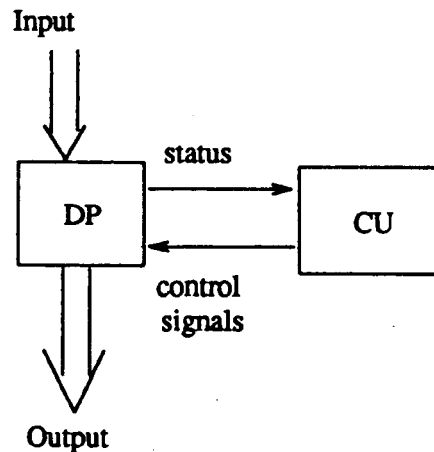 Input
status
DP
CU
control
signals
Output